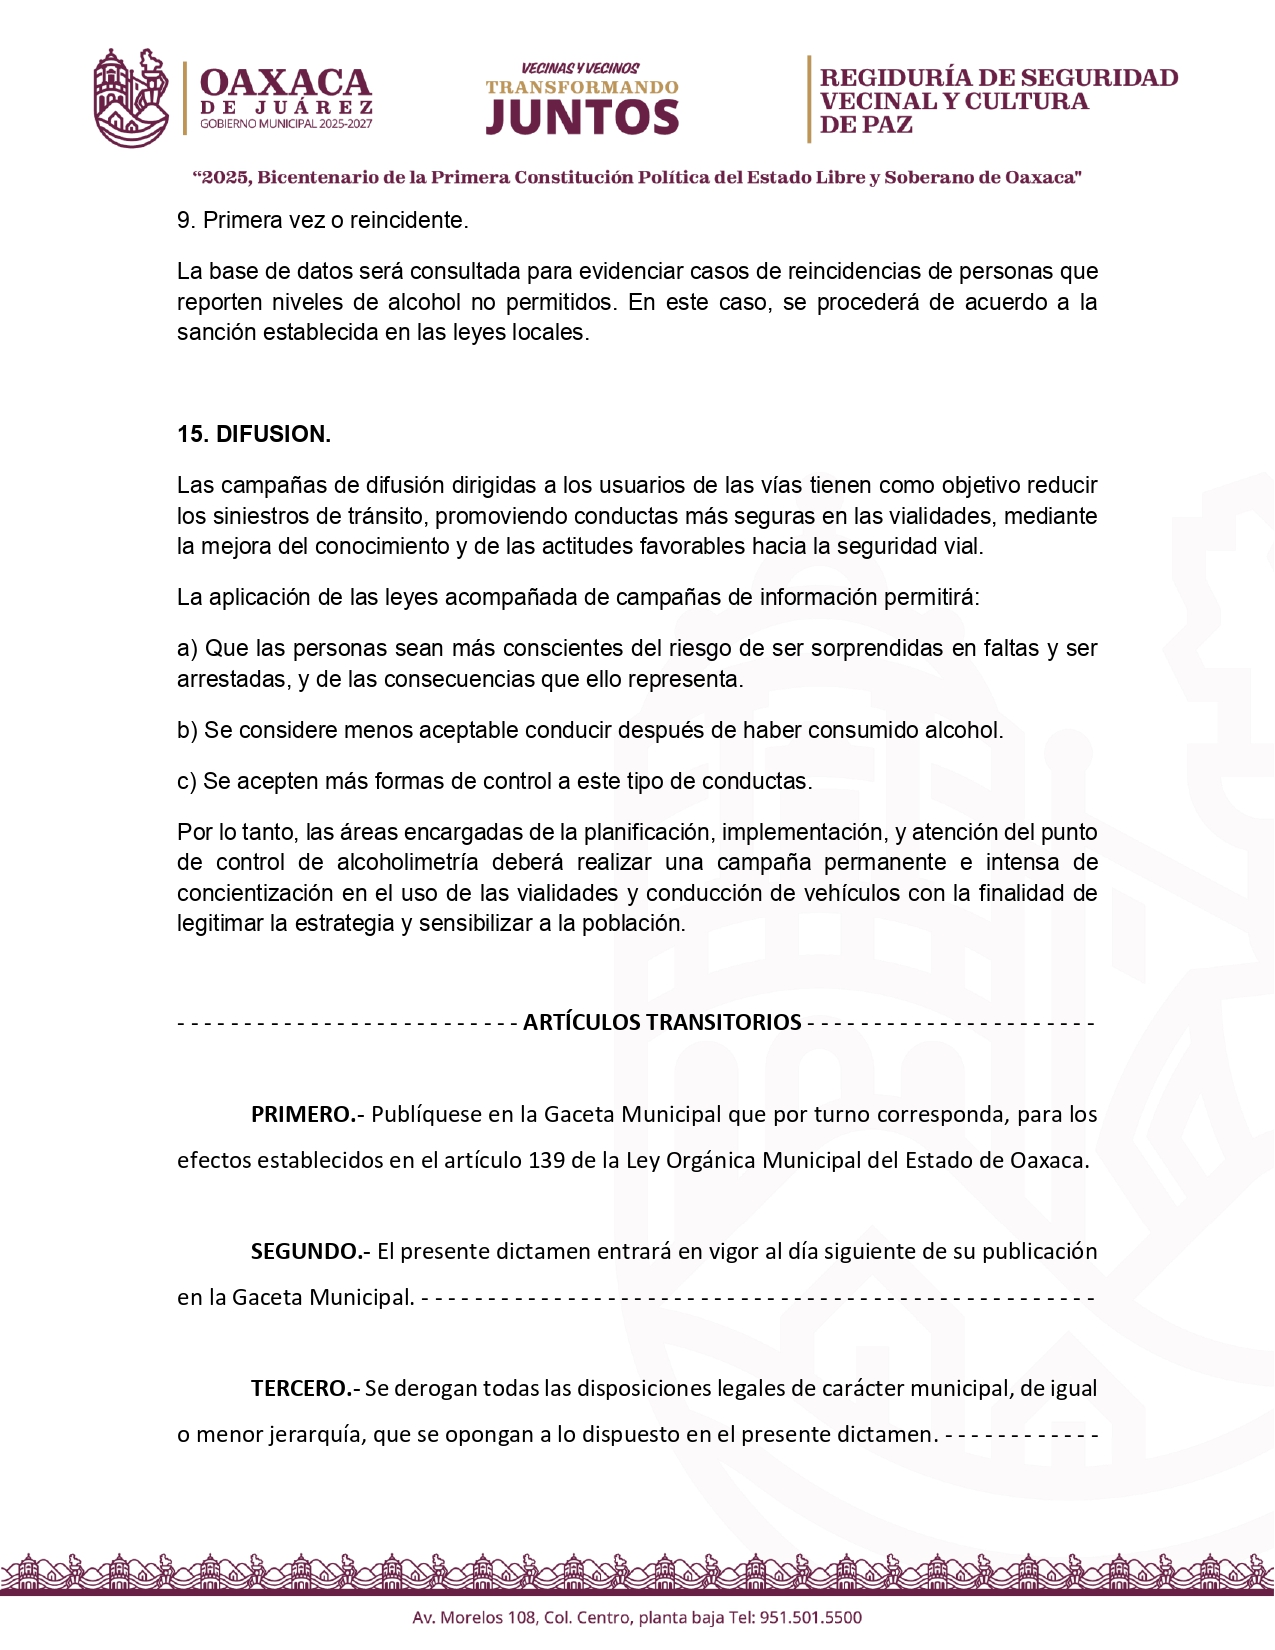 OAXACA
DE JUÁREZ
GOBIERNO MUNICIPAL 2025-2027
VECINAS Y VECINOS
TRANSFORMANDO
JUNTOS
REGIDURÍA DE SEGURIDAD
VECINAL Y CULTURA
DE PAZ
“2025, Bicentenario de la Primera Constitución Política del Estado Libre y Soberano de Oaxaca"
9. Primera vez o reincidente.
La base de datos será consultada para evidenciar casos de reincidencias de personas que
reporten niveles de alcohol no permitidos. En este caso, se procederá de acuerdo a la
sanción establecida en las leyes locales.
15. DIFUSION.
Las campañas de difusión dirigidas a los usuarios de las vías tienen como objetivo reducir
los siniestros de tránsito, promoviendo conductas más seguras en las vialidades, mediante
la mejora del conocimiento y de las actitudes favorables hacia la seguridad vial.
La aplicación de las leyes acompañada de campañas de información permitirá:
a) Que las personas sean más conscientes del riesgo de ser sorprendidas en faltas y ser
arrestadas, y de las consecuencias que ello representa.
b) Se considere menos aceptable conducir después de haber consumido alcohol.
c) Se acepten más formas de control a este tipo de conductas.
Por lo tanto, las áreas encargadas de la planificación, implementación, y atención del punto
de control de alcoholimetría deberá realizar una campaña permanente e intensa de
concientización en el uso de las vialidades y conducción de vehículos con la finalidad de
legitimar la estrategia y sensibilizar a la población.
- - - - - - - - - - - - - - - - - - - - - - - - - - ARTÍCULOS TRANSITORIOS - - - - - - - - - - - - - - - - - - - - - -
PRIMERO.- Publíquese en la Gaceta Municipal que por turno corresponda, para los
efectos establecidos en el artículo 139 de la Ley Orgánica Municipal del Estado de Oaxaca.
SEGUNDO.- El presente dictamen entrará en vigor al día siguiente de su publicación
en la Gaceta Municipal. - - - - - - - - - - - - - - - - - - - - - - - - - - - - - - - - - - - - - - - - - - - - - - - - - - -
TERCERO.- Se derogan todas las disposiciones legales de carácter municipal, de igual
o menor jerarquía, que se opongan a lo dispuesto en el presente dictamen. - - - - - - - - - - - -
Av. Morelos 108, Col. Centro, planta baja Tel: 951.501.5500